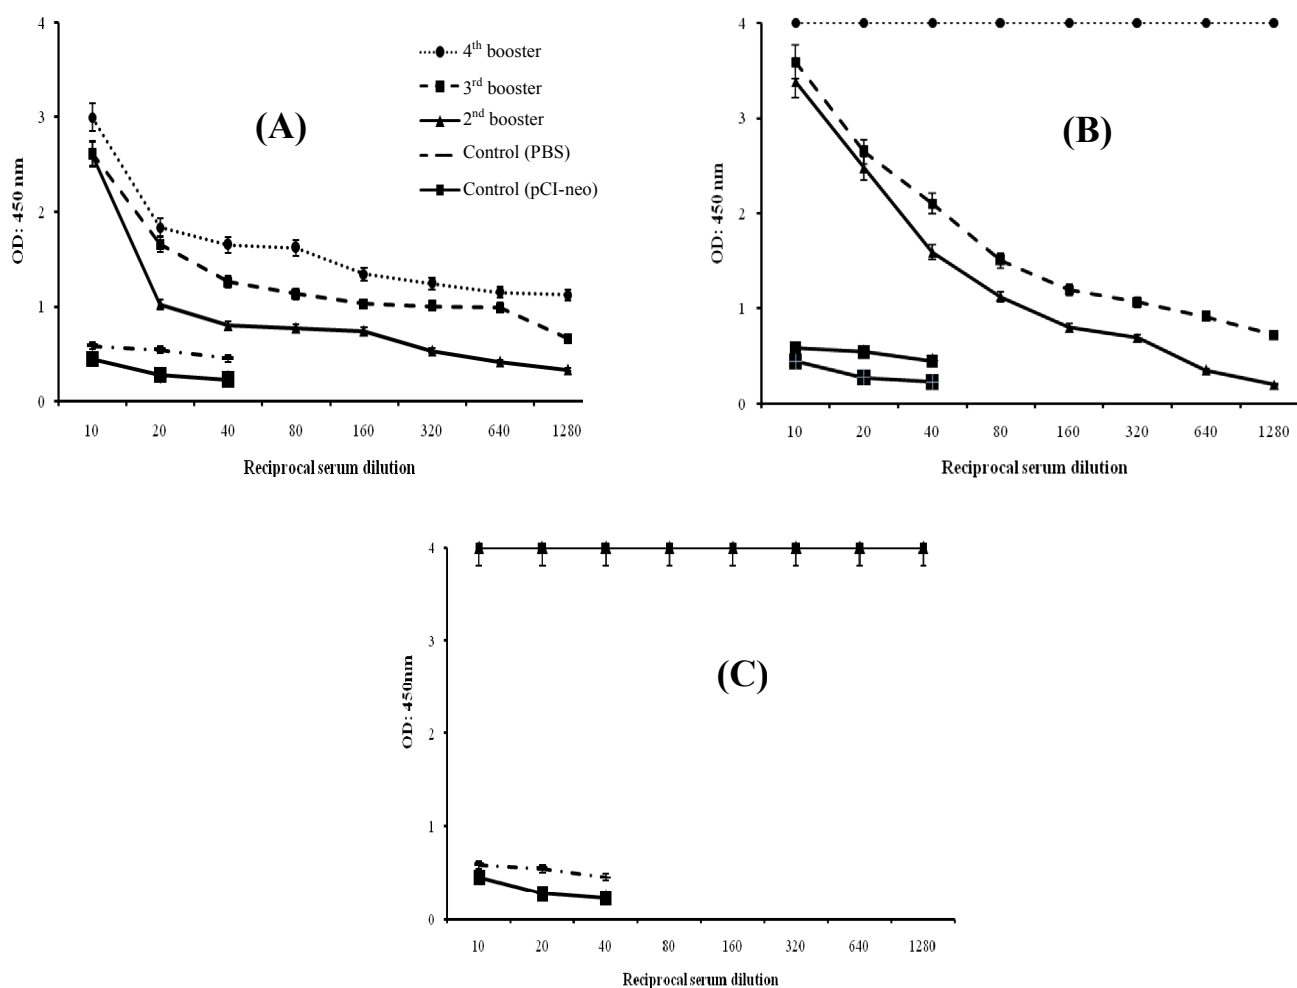 4
3
2
1
0
OD: 450 nm
4th booster
3rd booster
2nd booster
Control (PBS)
Control (pCI-neo)
(A)
10 20 40 80 160 320 640 1280
Reciprocal serum dilution
4
3
2
1
0
OD: 450 nm
(B)
10 20 40 80 160 320 640 1280
Reciprocal serum dilution
4
3
2
1
0
OD: 450nm
(C)
10 20 40 80 160 320 640 1280
Reciprocal serum dilution